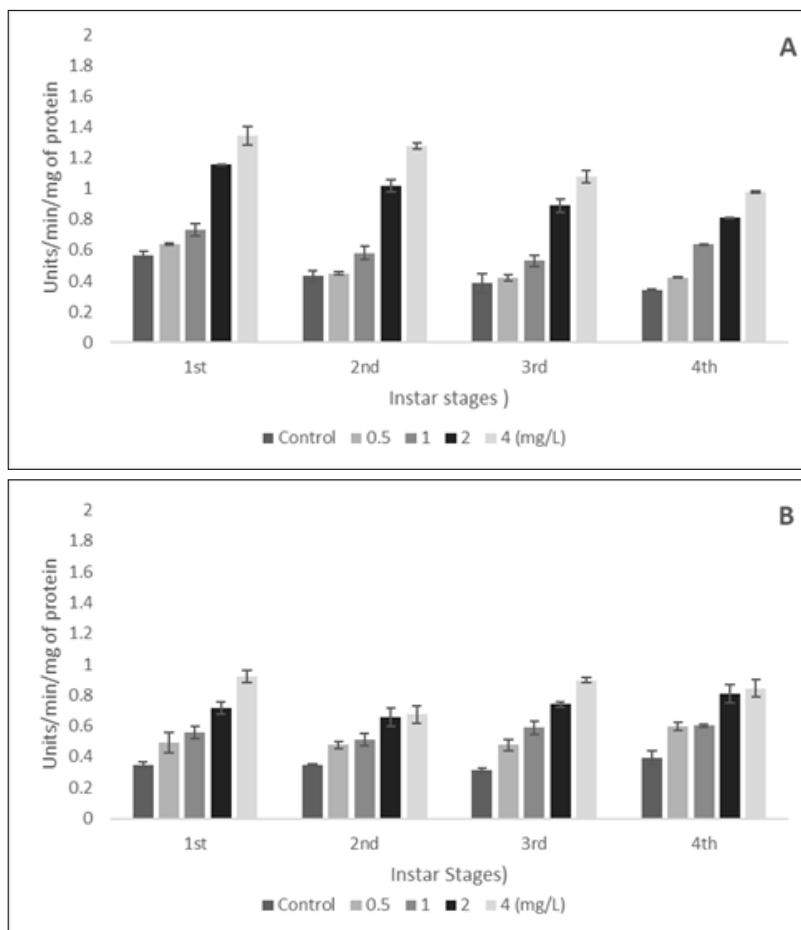 A
2
1.8
1.6
1.4
1.2
1
0.8
0.6
0.4
0.2
0
Units/min/mg of protein
1st 2nd 3rd 4th
Instar stages )
Control 0.5 1 2 4 (mg/L)
B
2
1.8
1.6
1.4
1.2
1
0.8
0.6
0.4
0.2
0
Units/min/mg of protein
1st 2nd 3rd 4th
Instar Stages)
Control 0.5 1 2 4 (mg/L)